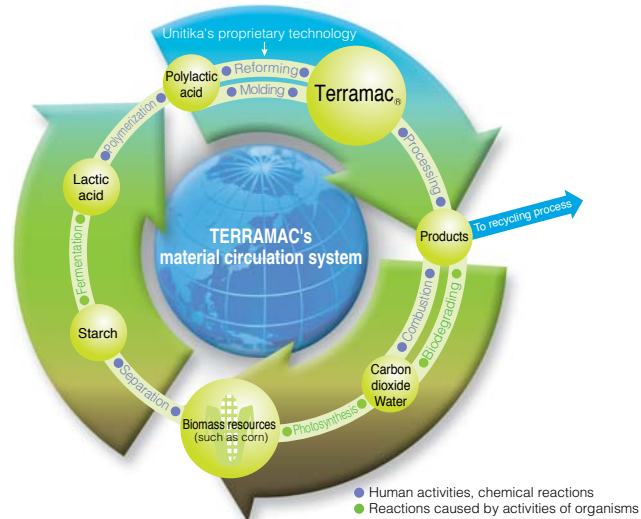 Unitika's proprietary technology
Polylactic
acid
Reforming
Molding
Terramac®
Polymerization
Processing
Lactic
acid
Products
To recycling process
TERRAMAC's
material circulation system
Fermentation
Combustion
Biodegrading
Starch
Carbon
dioxide
Water
Separation
Biomass resources
(such as corn)
Photosynthesis
Human activities, chemical reactions
Reactions caused by activities of organisms